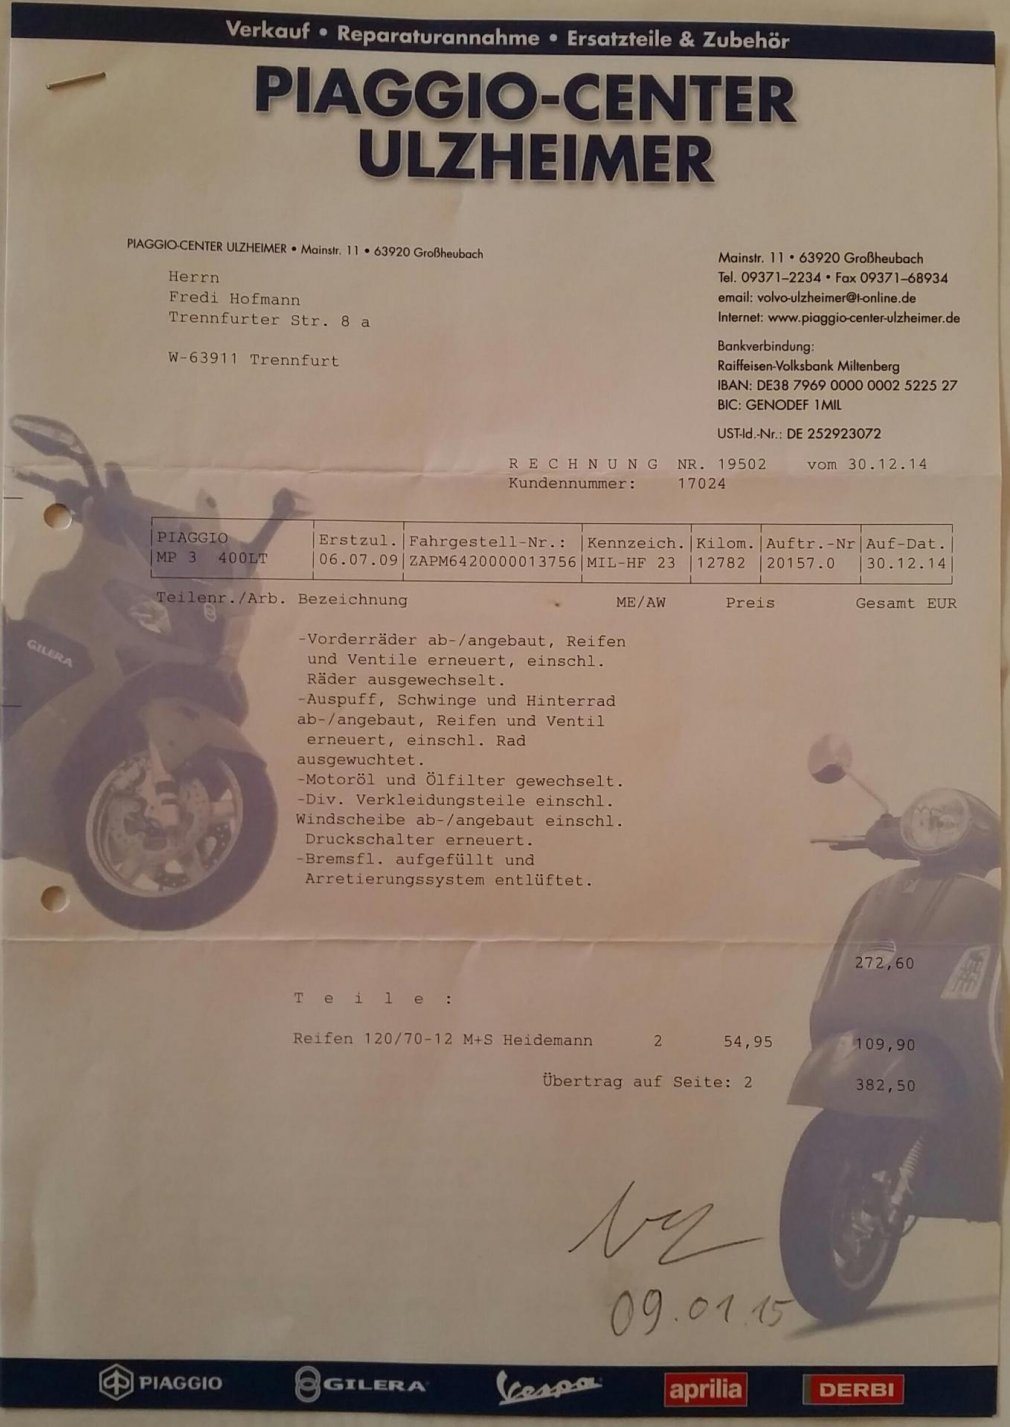 Verkauf • Reparaturannahme • Ersatzteile & Zubehör
PIAGGIO-CENTER
ULZHEIMER
PIAGGIO-CENTER ULZHEIMER • Mainstr. 11 • 63920 Großheubach
Herrn
Fredi Hofmann
Trennfurter Str. 8 a
W-63911 Trennfurt
Mainstr. 11 • 63920 Großheubach
Tel. 09371–2234 • Fax 09371–68934
email: volvo-ulzheimer@t-online.de
Internet: www.piaggio-center-ulzheimer.de
Bankverbindung:
Raiffeisen-Volksbank Miltenberg
IBAN: DE38 7969 0000 0002 5225 27
BIC: GENODEF 1MIL
UST-Id.-Nr.: DE 252923072
R E C H N U N G NR. 19502 vom 30.12.14
Kundennummer: 17024
PIAGGIO Erstzul. Fahrgestell-Nr.: Kennzeich. Kilom. Auftr.-Nr Auf-Dat.
MP 3 400LT 06.07.09 ZAPM6420000013756 MIL-HF 23 12782 20157.0 30.12.14
Teilenr./Arb. Bezeichnung ME/AW Preis Gesamt EUR
-Vorderräder ab-/angebaut, Reifen
und Ventile erneuert, einschl.
Räder ausgewechselt.
-Auspuff, Schwinge und Hinterrad
ab-/angebaut, Reifen und Ventil
erneuert, einschl. Rad
ausgewuchtet.
-Motoröl und Ölfilter gewechselt.
-Div. Verkleidungsteile einschl.
Windscheibe ab-/angebaut einschl.
Druckschalter erneuert.
-Bremsfl. aufgefüllt und
Arretierungssystem entlüftet.
272,60
T e i l e :
Reifen 120/70-12 M+S Heidemann 2 54,95 109,90
Übertrag auf Seite: 2 382,50
09.01.15
GILERA
PIAGGIO GILERA Vespa aprilia DERBI